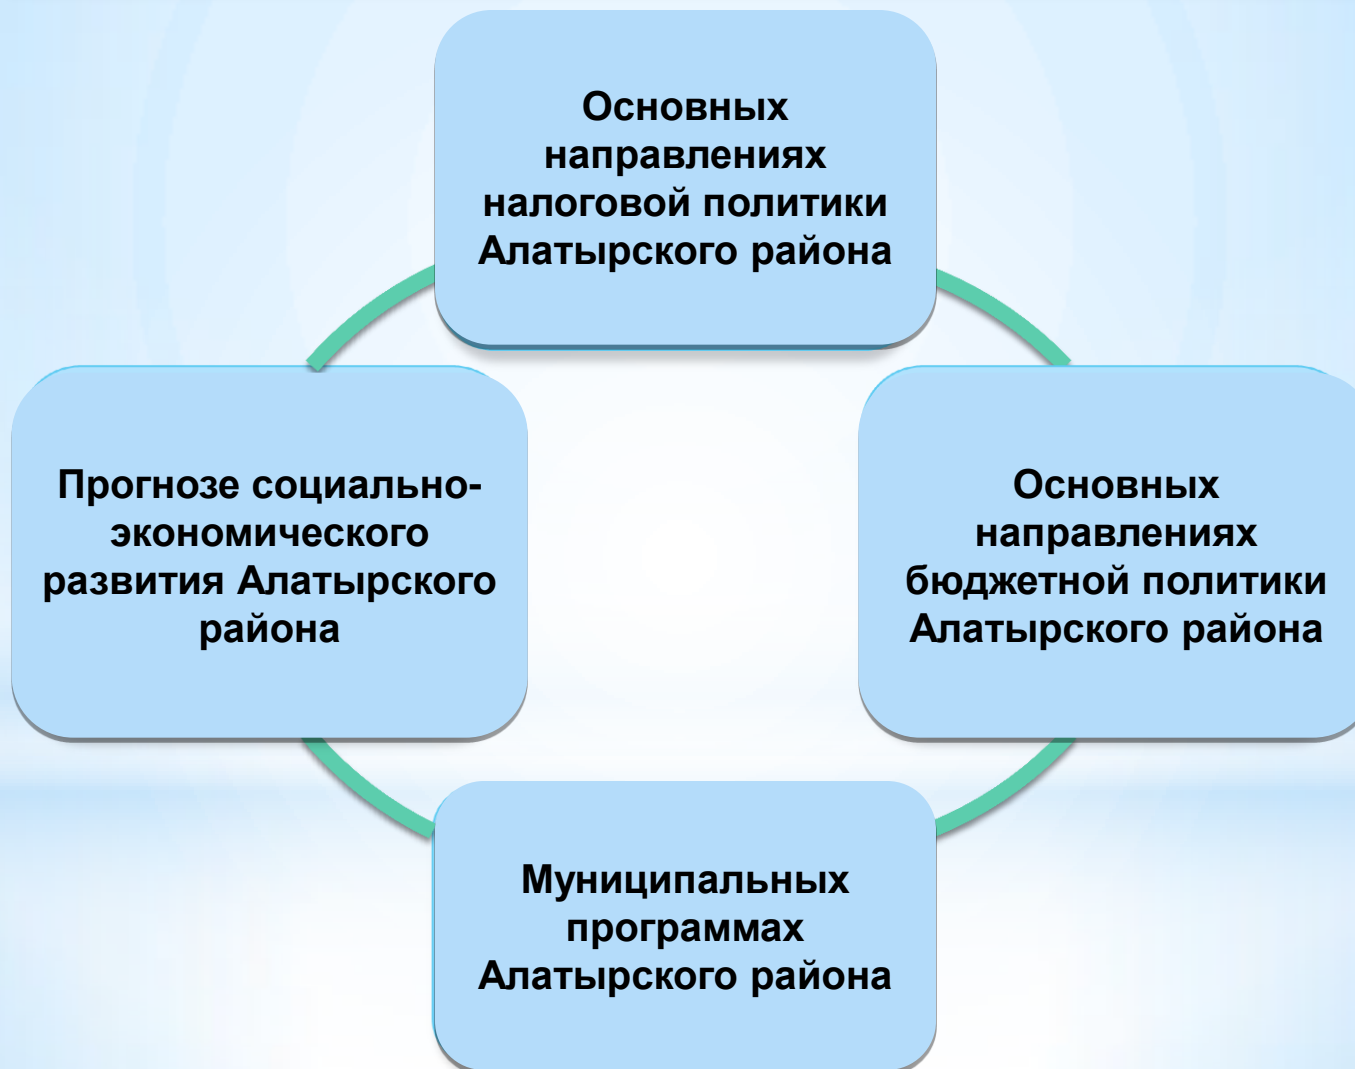 Основных
направлениях
налоговой политики
Алатырского района
Прогнозе социально-
экономического
развития Алатырского
района
Основных
направлениях
бюджетной политики
Алатырского района
Муниципальных
программах
Алатырского района